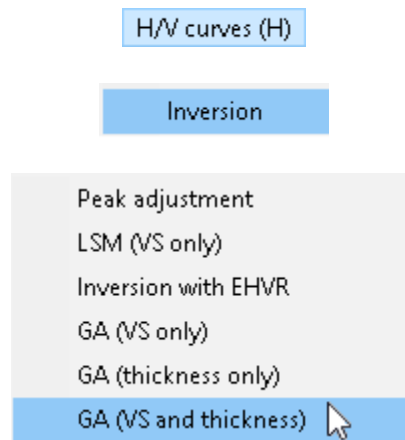 H/V curves (H)
Inversion
Peak adjustment
LSM (VS only)
Inversion with EHVR
GA (VS only)
GA (thickness only)
GA (VS and thickness)